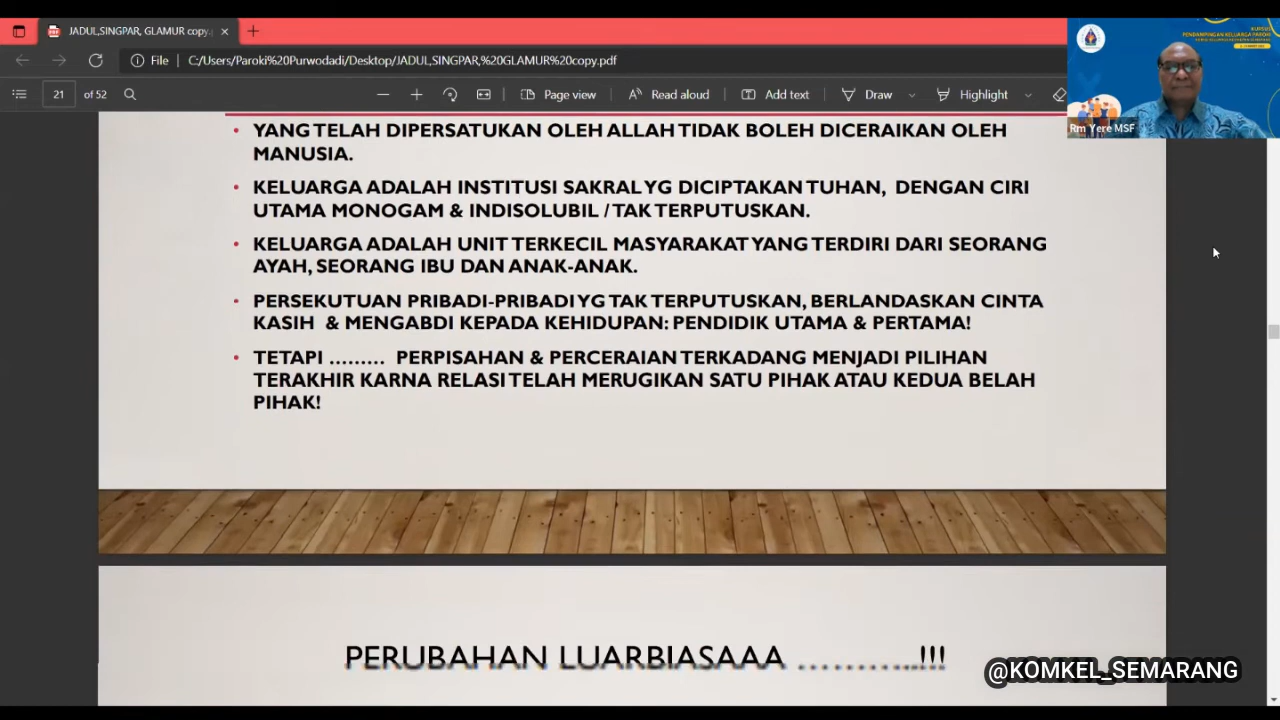 JADUL,SINGPAR, GLAMUR copy.
File C:/Users/Paroki%20Purwodadi/Desktop/JADUL,SINGPAR,%20GLAMUR%20copy.pdf
21 of 52 Page view Read aloud Add text Draw Highlight
KURSUS
PENDAMPINGAN KELUARGA PAROKI
Rm Yere MSF
• YANG TELAH DIPERSATUKAN OLEH ALLAH TIDAK BOLEH DICERAIKAN OLEH
MANUSIA.
• KELUARGA ADALAH INSTITUSI SAKRAL YG DICIPTAKAN TUHAN, DENGAN CIRI
UTAMA MONOGAM & INDISOLUBIL / TAK TERPUTUSKAN.
• KELUARGA ADALAH UNIT TERKECIL MASYARAKAT YANG TERDIRI DARI SEORANG
AYAH, SEORANG IBU DAN ANAK-ANAK.
• PERSEKUTUAN PRIBADI-PRIBADI YG TAK TERPUTUSKAN, BERLANDASKAN CINTA
KASIH & MENGABDI KEPADA KEHIDUPAN: PENDIDIK UTAMA & PERTAMA!
• TETAPI ……… PERPISAHAN & PERCERAIAN TERKADANG MENJADI PILIHAN
TERAKHIR KARNA RELASI TELAH MERUGIKAN SATU PIHAK ATAU KEDUA BELAH
PIHAK!
PERUBAHAN LUARBIASAAA ………..!!!
@KOMKEL_SEMARANG